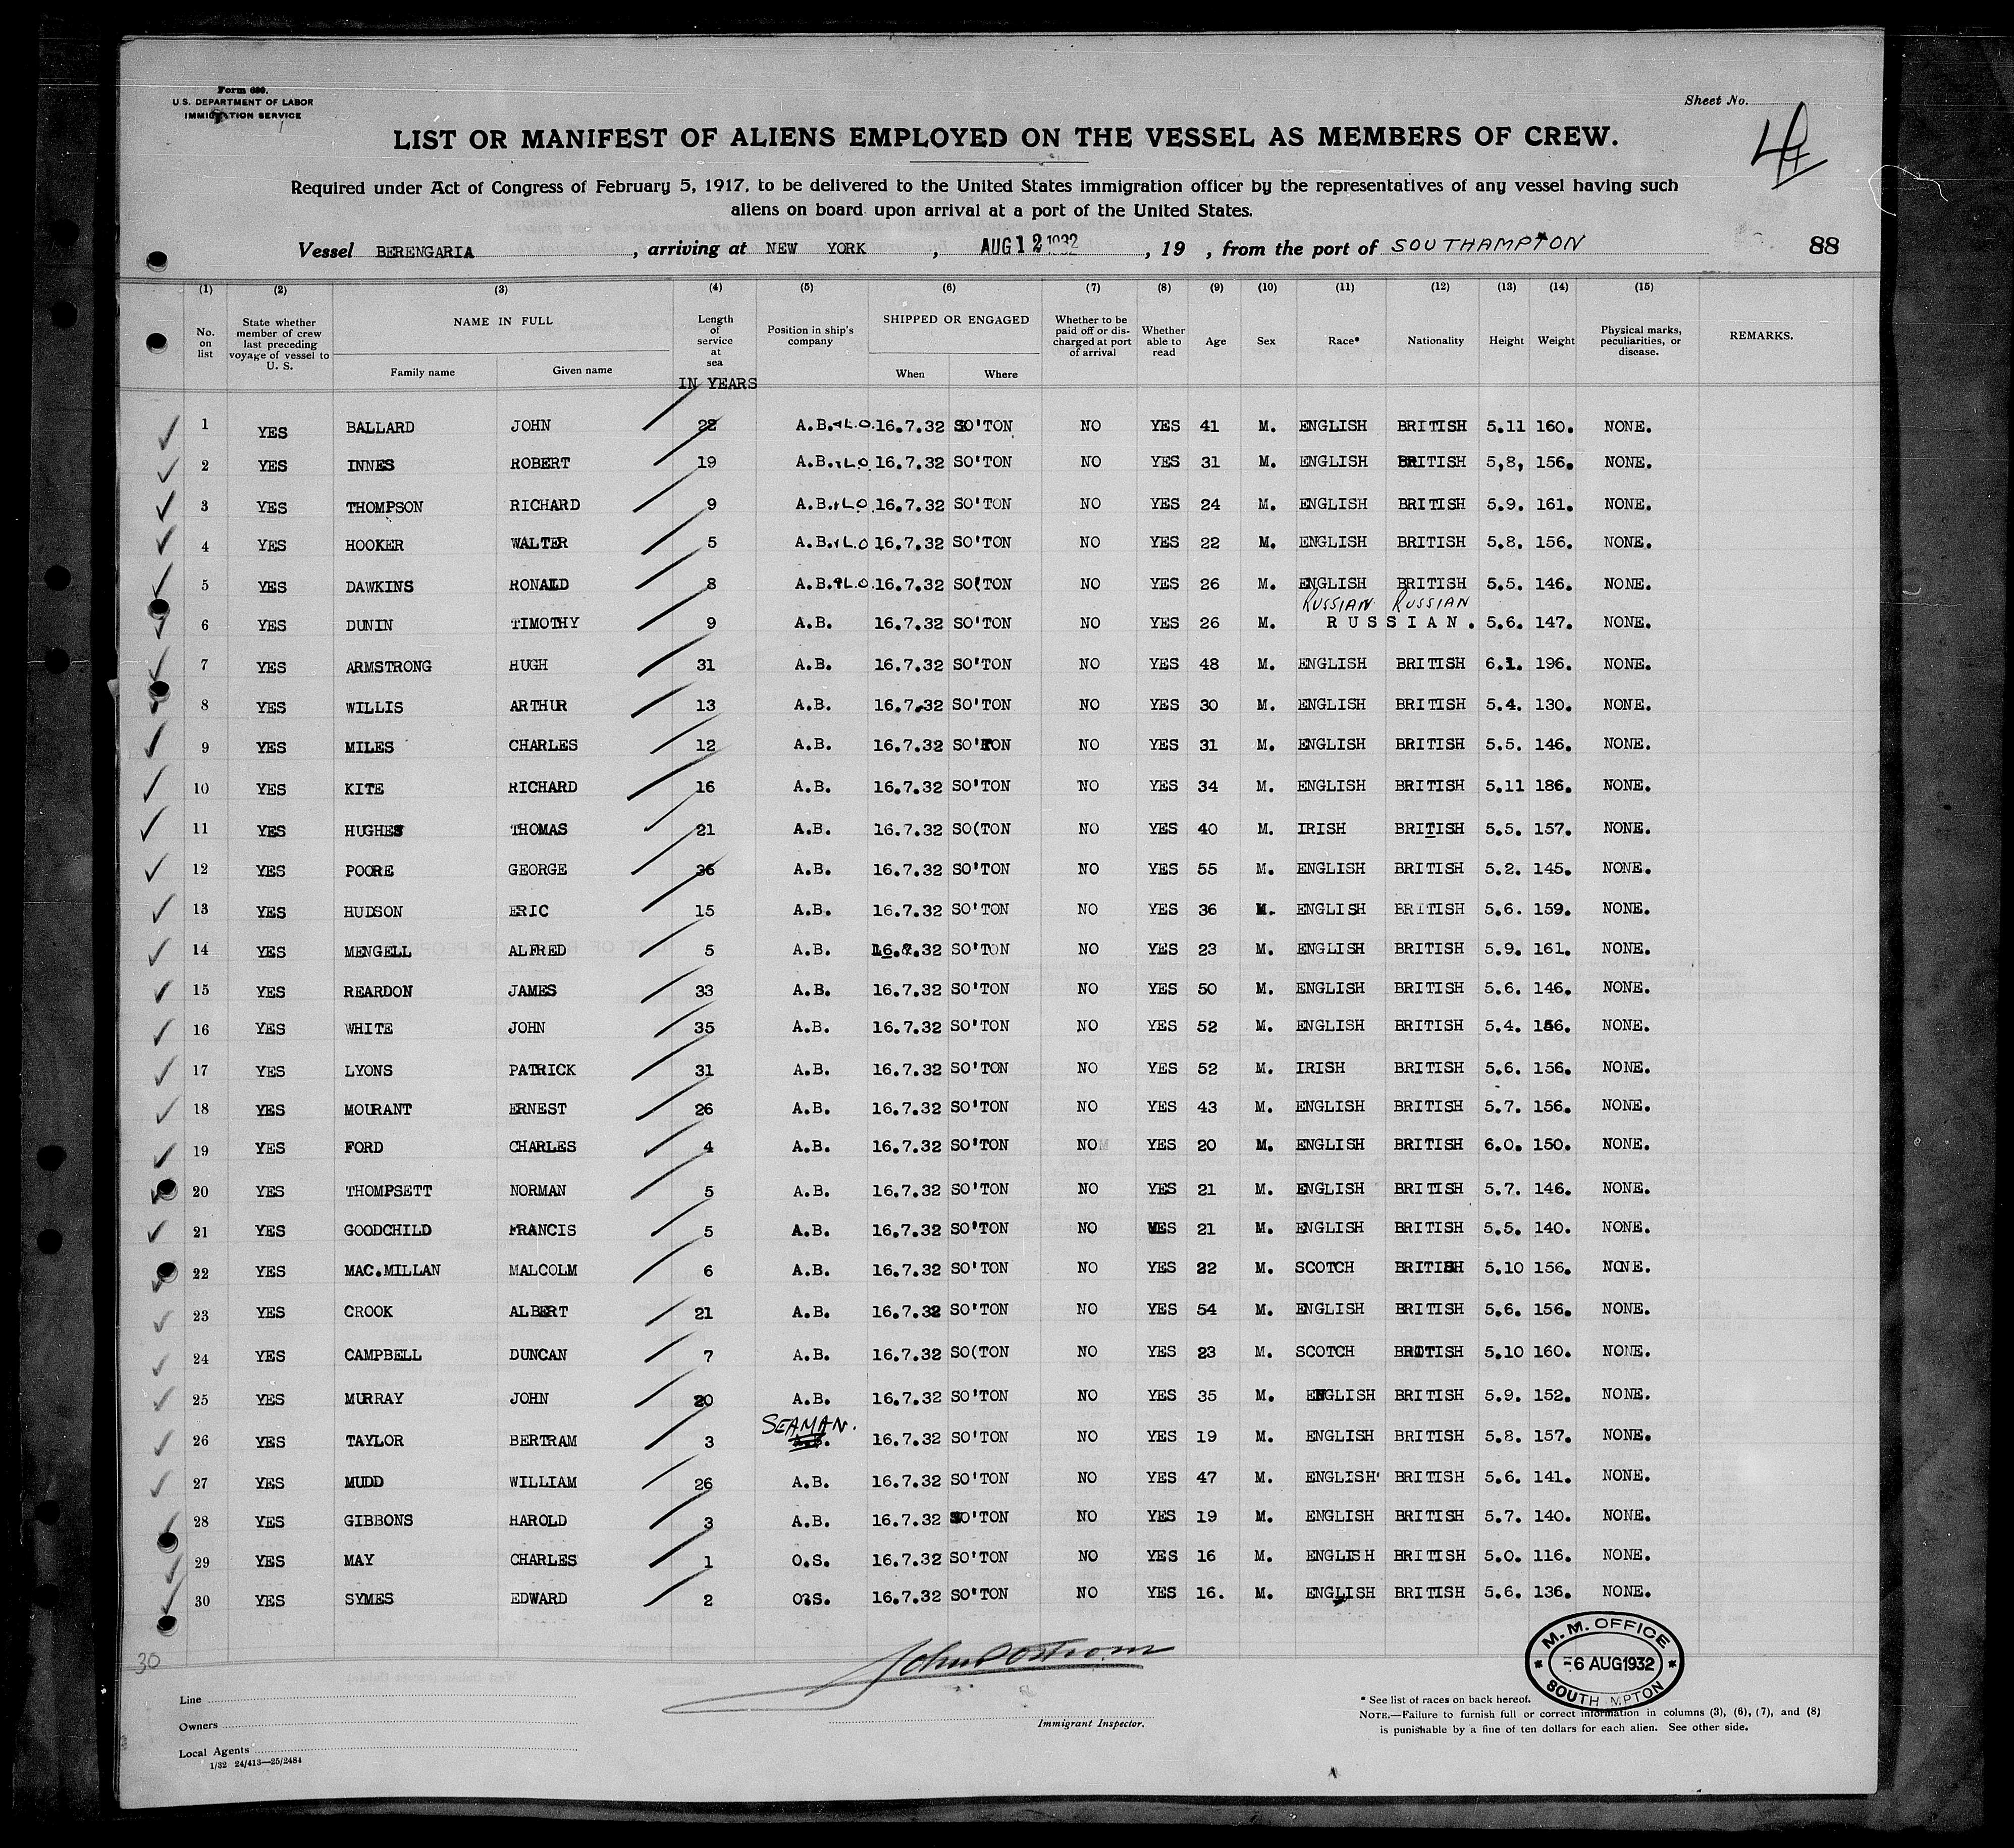 Form 680.
U. S. DEPARTMENT OF LABOR
IMMIGRATION SERVICE
Sheet No.
4
LIST OR MANIFEST OF ALIENS EMPLOYED ON THE VESSEL AS MEMBERS OF CREW.
Required under Act of Congress of February 5, 1917, to be delivered to the United States immigration officer by the representatives of any vessel having such
aliens on board upon arrival at a port of the United States.
Vessel BERENGARIA, arriving at NEW YORK, AUG 12 1932, 19 , from the port of SOUTHAMPTON 88
(1) (2) (3) (4) (5) (6) (7) (8) (9) (10) (11) (12) (13) (14) (15)
No. on list State whether member of crew last preceding voyage of vessel to U. S. NAME IN FULL Family name Given name Length of service at sea IN YEARS Position in ship's company SHIPPED OR ENGAGED When Where Whether to be paid off or discharged at port of arrival Whether able to read Age Sex Race* Nationality Height Weight Physical marks, peculiarities, or disease. REMARKS.
1 YES BALLARD JOHN 22 A.B.+L.O. 16.7.32 SO'TON NO YES 41 M. ENGLISH BRITISH 5.11 160. NONE.
2 YES INNES ROBERT 19 A.B.+L.O. 16.7.32 SO'TON NO YES 31 M. ENGLISH BRITISH 5,8, 156. NONE.
3 YES THOMPSON RICHARD 9 A.B.+L.O. 16.7.32 SO'TON NO YES 24 M. ENGLISH BRITISH 5.9. 161. NONE.
4 YES HOOKER WALTER 5 A.B.+L.O 16.7.32 SO'TON NO YES 22 M. ENGLISH BRITISH 5.8. 156. NONE.
5 YES DAWKINS RONALD 8 A.B.+L.O. 16.7.32 SO(TON NO YES 26 M. ENGLISH BRITISH 5.5. 146. NONE.
RUSSIAN RUSSIAN
6 YES DUNIN TIMOTHY 9 A.B. 16.7.32 SO'TON NO YES 26 M. RUSSIAN. 5.6. 147. NONE.
7 YES ARMSTRONG HUGH 31 A.B. 16.7.32 SO'TON NO YES 48 M. ENGLISH BRITISH 6.1. 196. NONE.
8 YES WILLIS ARTHUR 13 A.B. 16.7.32 SO'TON NO YES 30 M. ENGLISH BRITISH 5.4. 130. NONE.
9 YES MILES CHARLES 12 A.B. 16.7.32 SO'TON NO YES 31 M. ENGLISH BRITISH 5.5. 146. NONE.
10 YES KITE RICHARD 16 A.B. 16.7.32 SO'TON NO YES 34 M. ENGLISH BRITISH 5.11 186. NONE.
11 YES HUGHES THOMAS 21 A.B. 16.7.32 SO(TON NO YES 40 M. IRISH BRITISH 5.5. 157. NONE.
12 YES POORE GEORGE 36 A.B. 16.7.32 SO'TON NO YES 55 M. ENGLISH BRITISH 5.2. 145. NONE.
13 YES HUDSON ERIC 15 A.B. 16.7.32 SO'TON NO YES 36 M. ENGLISH BRITISH 5.6. 159. NONE.
14 YES MENGELL ALFRED 5 A.B. 16.7.32 SO'TON NO YES 23 M. ENGLISH BRITISH 5.9. 161. NONE.
15 YES REARDON JAMES 33 A.B. 16.7.32 SO'TON NO YES 50 M. ENGLISH BRITISH 5.6. 146. NONE.
16 YES WHITE JOHN 35 A.B. 16.7.32 SO'TON NO YES 52 M. ENGLISH BRITISH 5.4. NONE.
17 YES LYONS PATRICK 31 A.B. 16.7.32 SO'TON NO YES 52 M. IRISH BRITISH 5.6. 156. NONE.
18 YES MOURANT ERNEST 26 A.B. 16.7.32 SO'TON NO YES 43 M. ENGLISH BRITISH 5.7. 156. NONE.
19 YES FORD CHARLES 4 A.B. 16.7.32 SO'TON NO YES 20 M. ENGLISH BRITISH 6.0. 150. NONE.
20 YES THOMPSETT NORMAN 5 A.B. 16.7.32 SO'TON NO YES 21 M. ENGLISH BRITISH 5.7. 146. NONE.
21 YES GOODCHILD FRANCIS 5 A.B. 16.7.32 SO'TON NO YES 21 M. ENGLISH BRITISH 5.5. 140. NONE.
22 YES MAC.MILLAN MALCOLM 6 A.B. 16.7.32 SO'TON NO YES 22 M. SCOTCH BRITISH 5.10 156. NONE.
23 YES CROOK ALBERT 21 A.B. 16.7.32 SO'TON NO YES 54 M. ENGLISH BRITISH 5.6. 156. NONE.
24 YES CAMPBELL DUNCAN 7 A.B. 16.7.32 SO(TON NO YES 23 M. SCOTCH BRITISH 5.10 160. NONE.
25 YES MURRAY JOHN 20 A.B. 16.7.32 SO'TON NO YES 35 M. ENGLISH BRITISH 5.9. 152. NONE.
SEAMAN.
26 YES TAYLOR BERTRAM 3 A.B. 16.7.32 SO'TON NO YES 19 M. ENGLISH BRITISH 5.8. 157. NONE.
27 YES MUDD WILLIAM 26 A.B. 16.7.32 SO'TON NO YES 47 M. ENGLISH BRITISH 5.6. 141. NONE.
28 YES GIBBONS HAROLD 3 A.B. 16.7.32 SO'TON NO YES 19 M. ENGLISH BRITISH 5.7. 140. NONE.
29 YES MAY CHARLES 1 O.S. 16.7.32 SO'TON NO YES 16 M. ENGLISH BRITISH 5.0. 116. NONE.
30 YES SYMES EDWARD 2 O.S. 16.7.32 SO'TON NO YES 16. M. ENGLISH BRITISH 5.6. 136. NONE.
30
M. M. OFFICE
-6 AUG 1932
SOUTHAMPTON
Line
Owners
Local Agents
1/32 24/413—25/2484
Immigrant Inspector.
* See list of races on back hereof.
NOTE.—Failure to furnish full or correct information in columns (3), (6), (7), and (8)
is punishable by a fine of ten dollars for each alien. See other side.